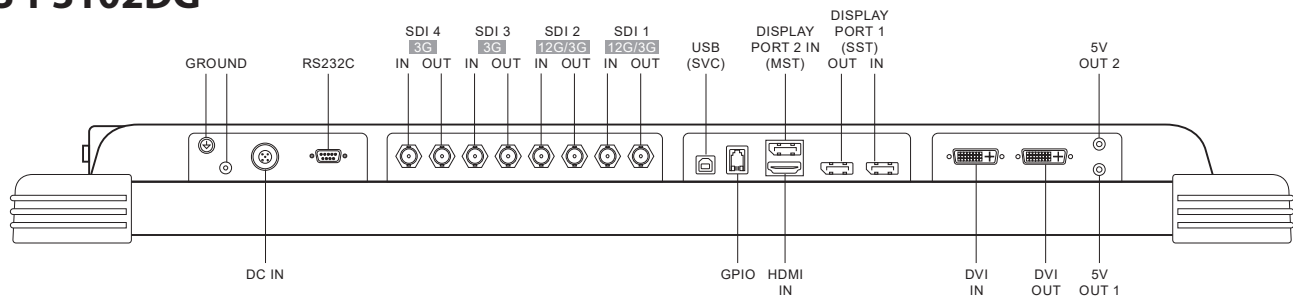 GROUND
RS232C
SDI 4
3G
IN OUT
SDI 3
3G
IN OUT
SDI 2
12G/3G
IN OUT
SDI 1
12G/3G
IN OUT
USB
(SVC)
DISPLAY
PORT 2 IN
(MST)
DISPLAY
PORT 1
(SST)
OUT IN
5V
OUT 2
DC IN
GPIO
HDMI
IN
DVI
IN
DVI
OUT
5V
OUT 1